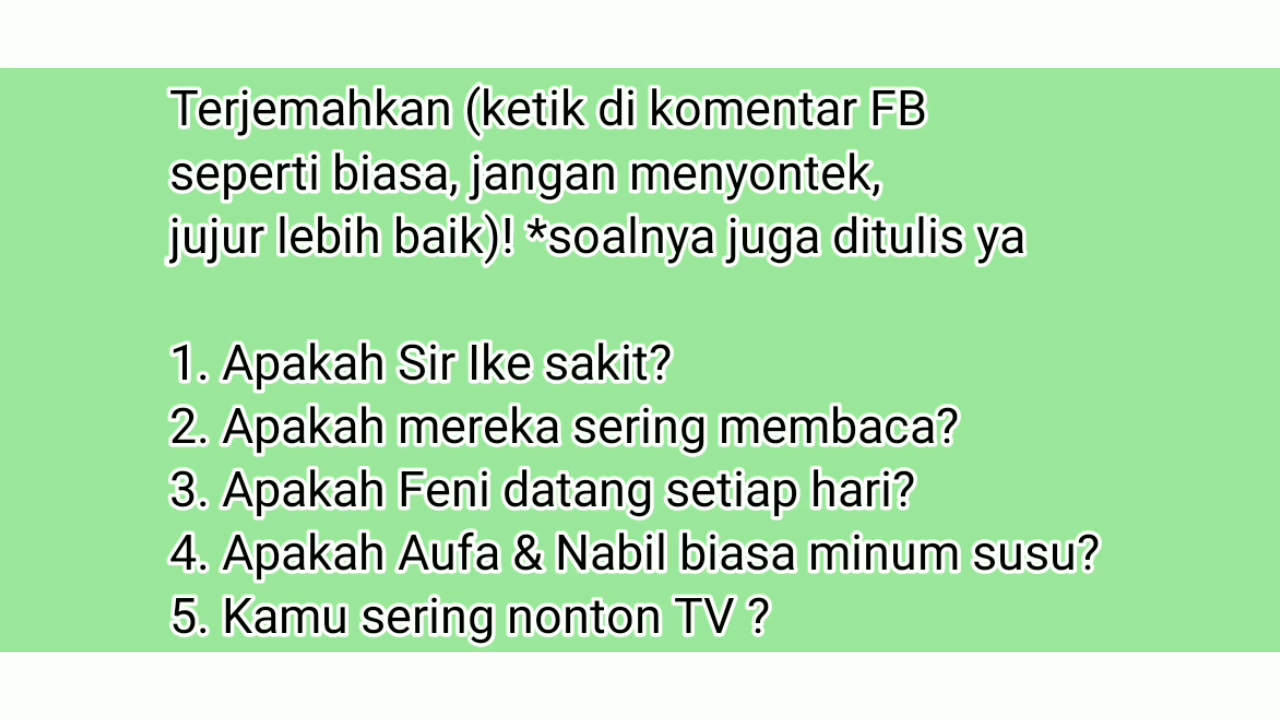 Terjemahkan (ketik di komentar FB
seperti biasa, jangan menyontek,
jujur lebih baik)! *soalnya juga ditulis ya
1. Apakah Sir Ike sakit?
2. Apakah mereka sering membaca?
3. Apakah Feni datang setiap hari?
4. Apakah Aufa & Nabil biasa minum susu?
5. Kamu sering nonton TV ?